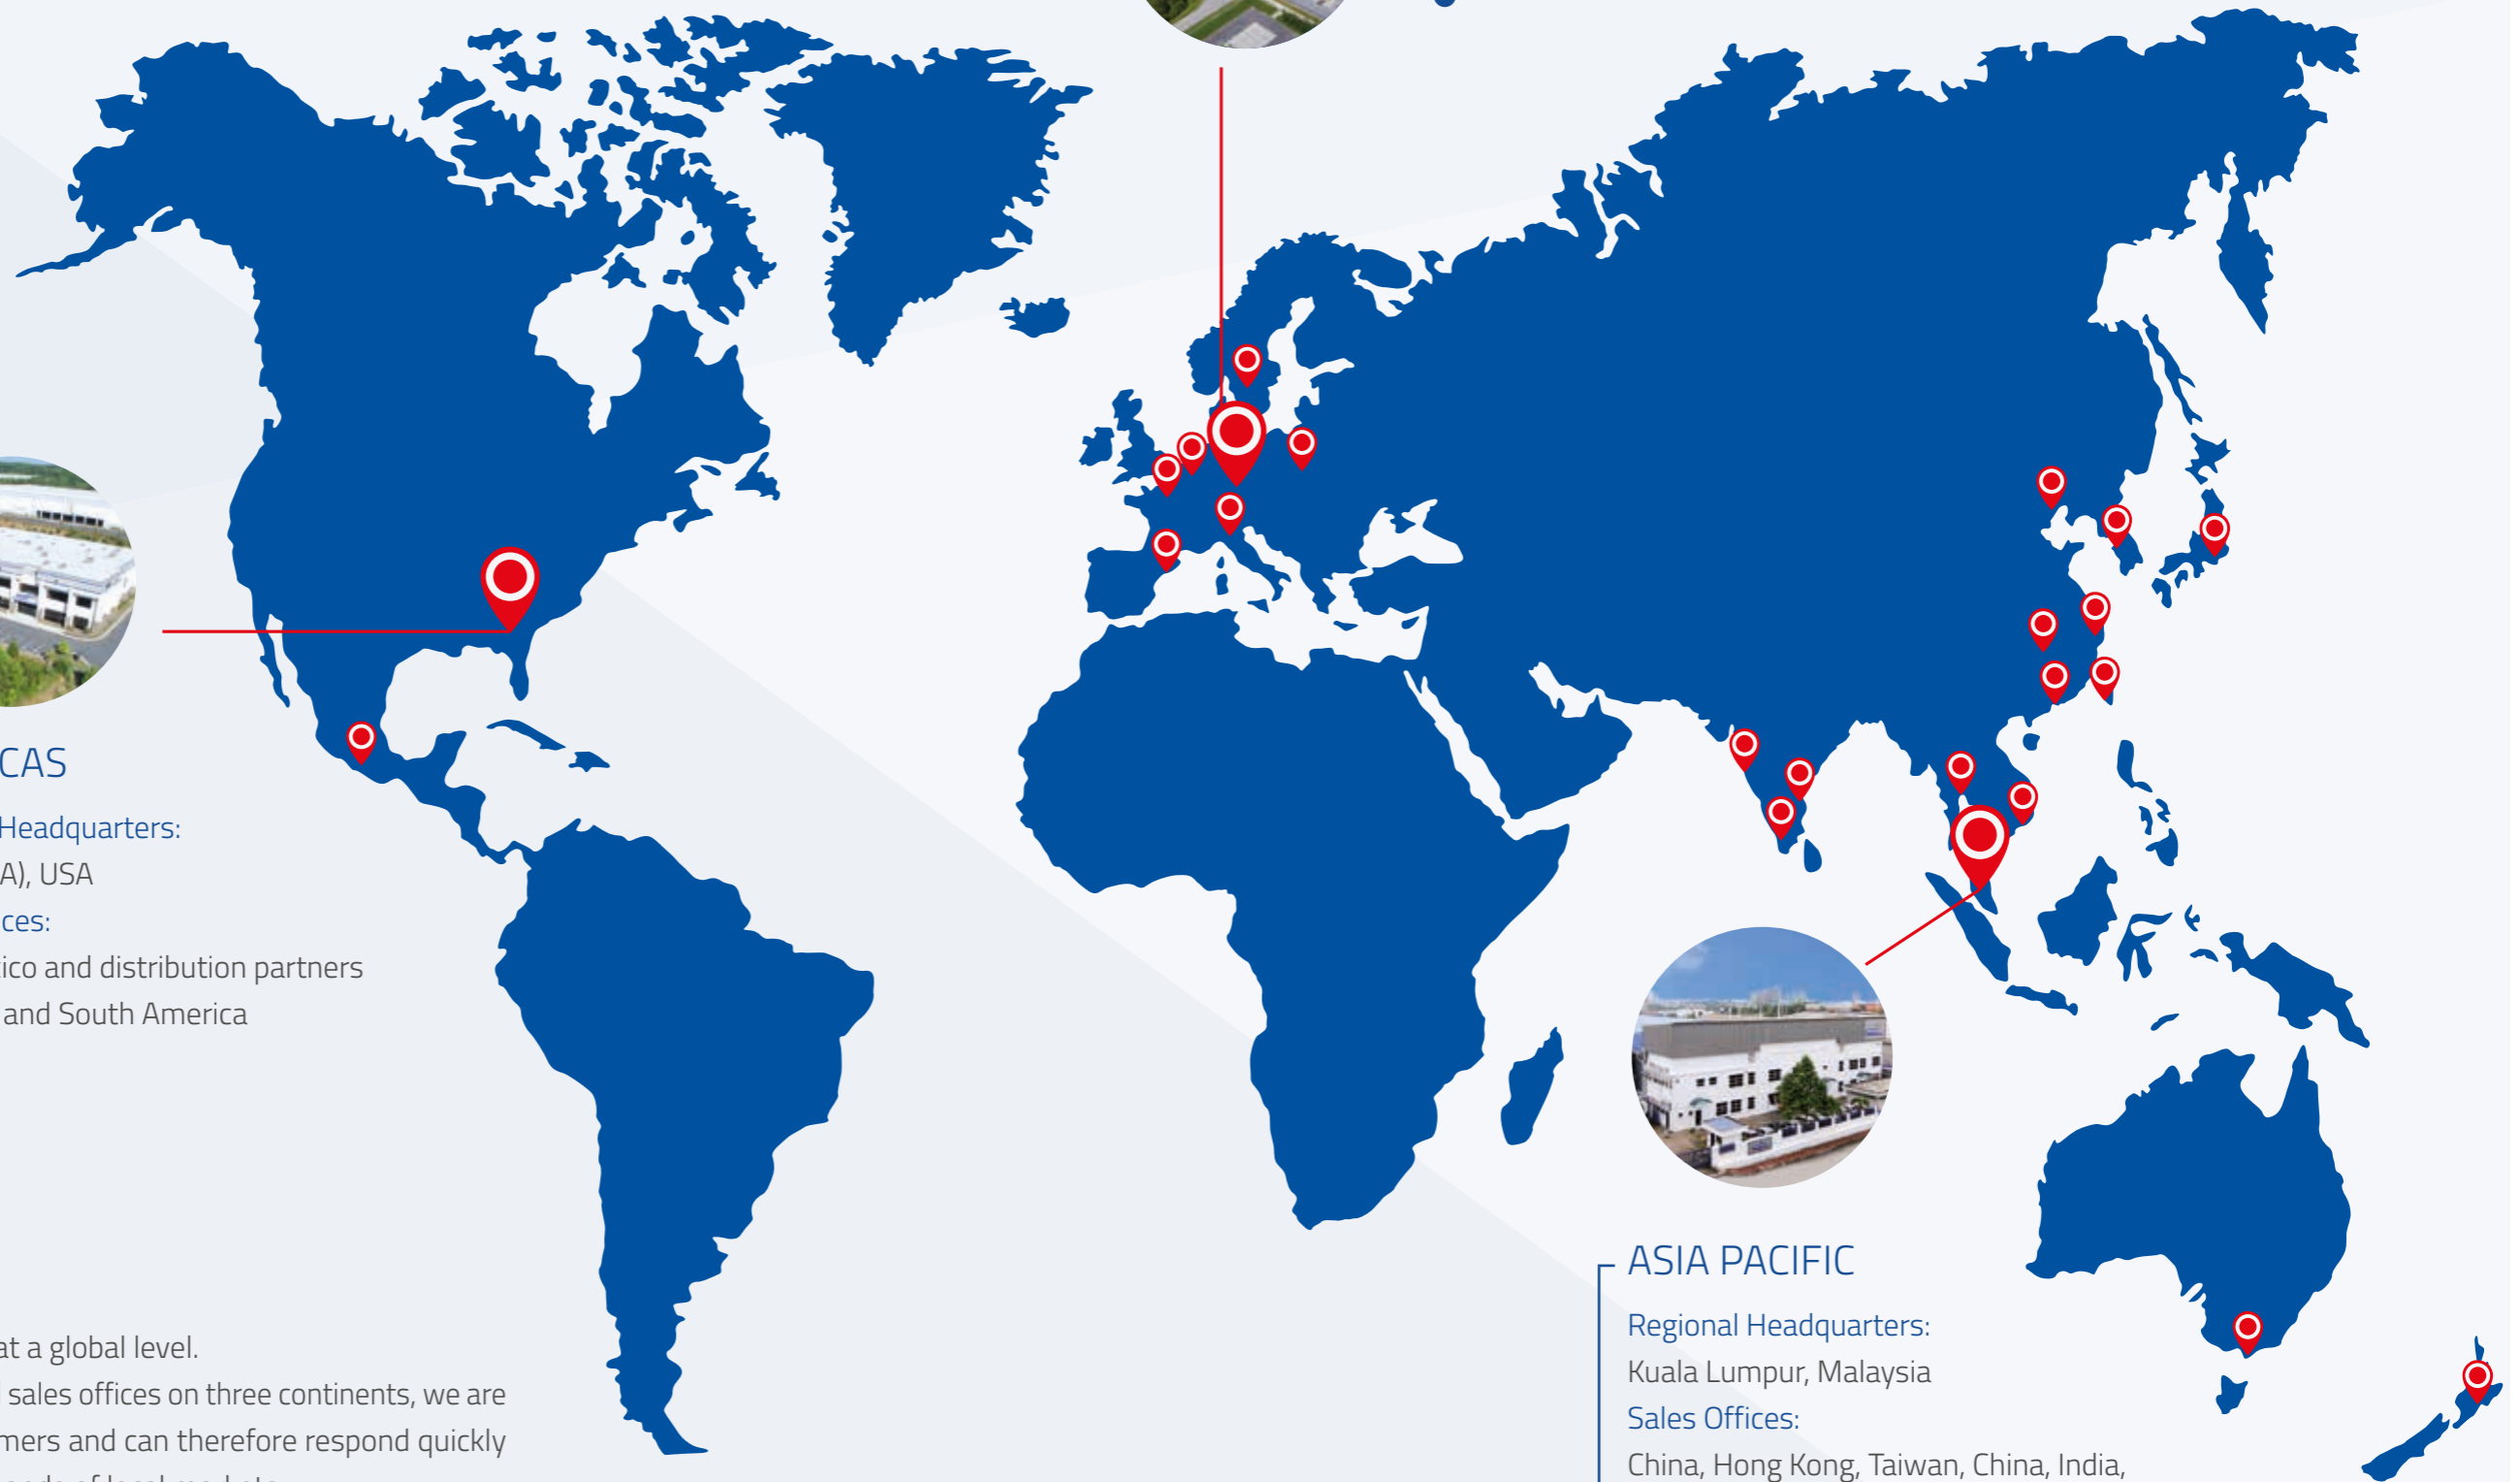 CAS
Headquarters:
A), USA
ces:
ico and distribution partners
and South America
at a global level.
sales offices on three continents, we are
mers and can therefore respond quickly
ASIA PACIFIC
Regional Headquarters:
Kuala Lumpur, Malaysia
Sales Offices:
China, Hong Kong, Taiwan, China, India,